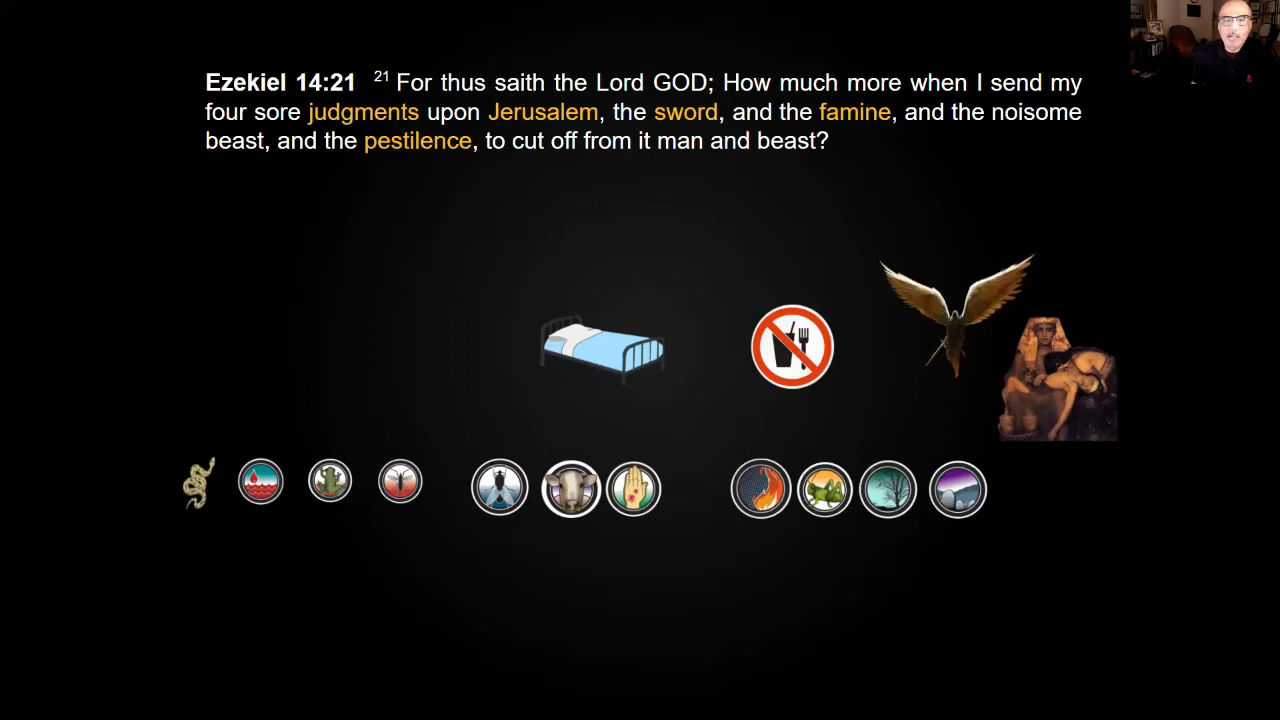 Ezekiel 14:21 21 For thus saith the Lord GOD; How much more when I send my
four sore judgments upon Jerusalem, the sword, and the famine, and the noisome
beast, and the pestilence, to cut off from it man and beast?